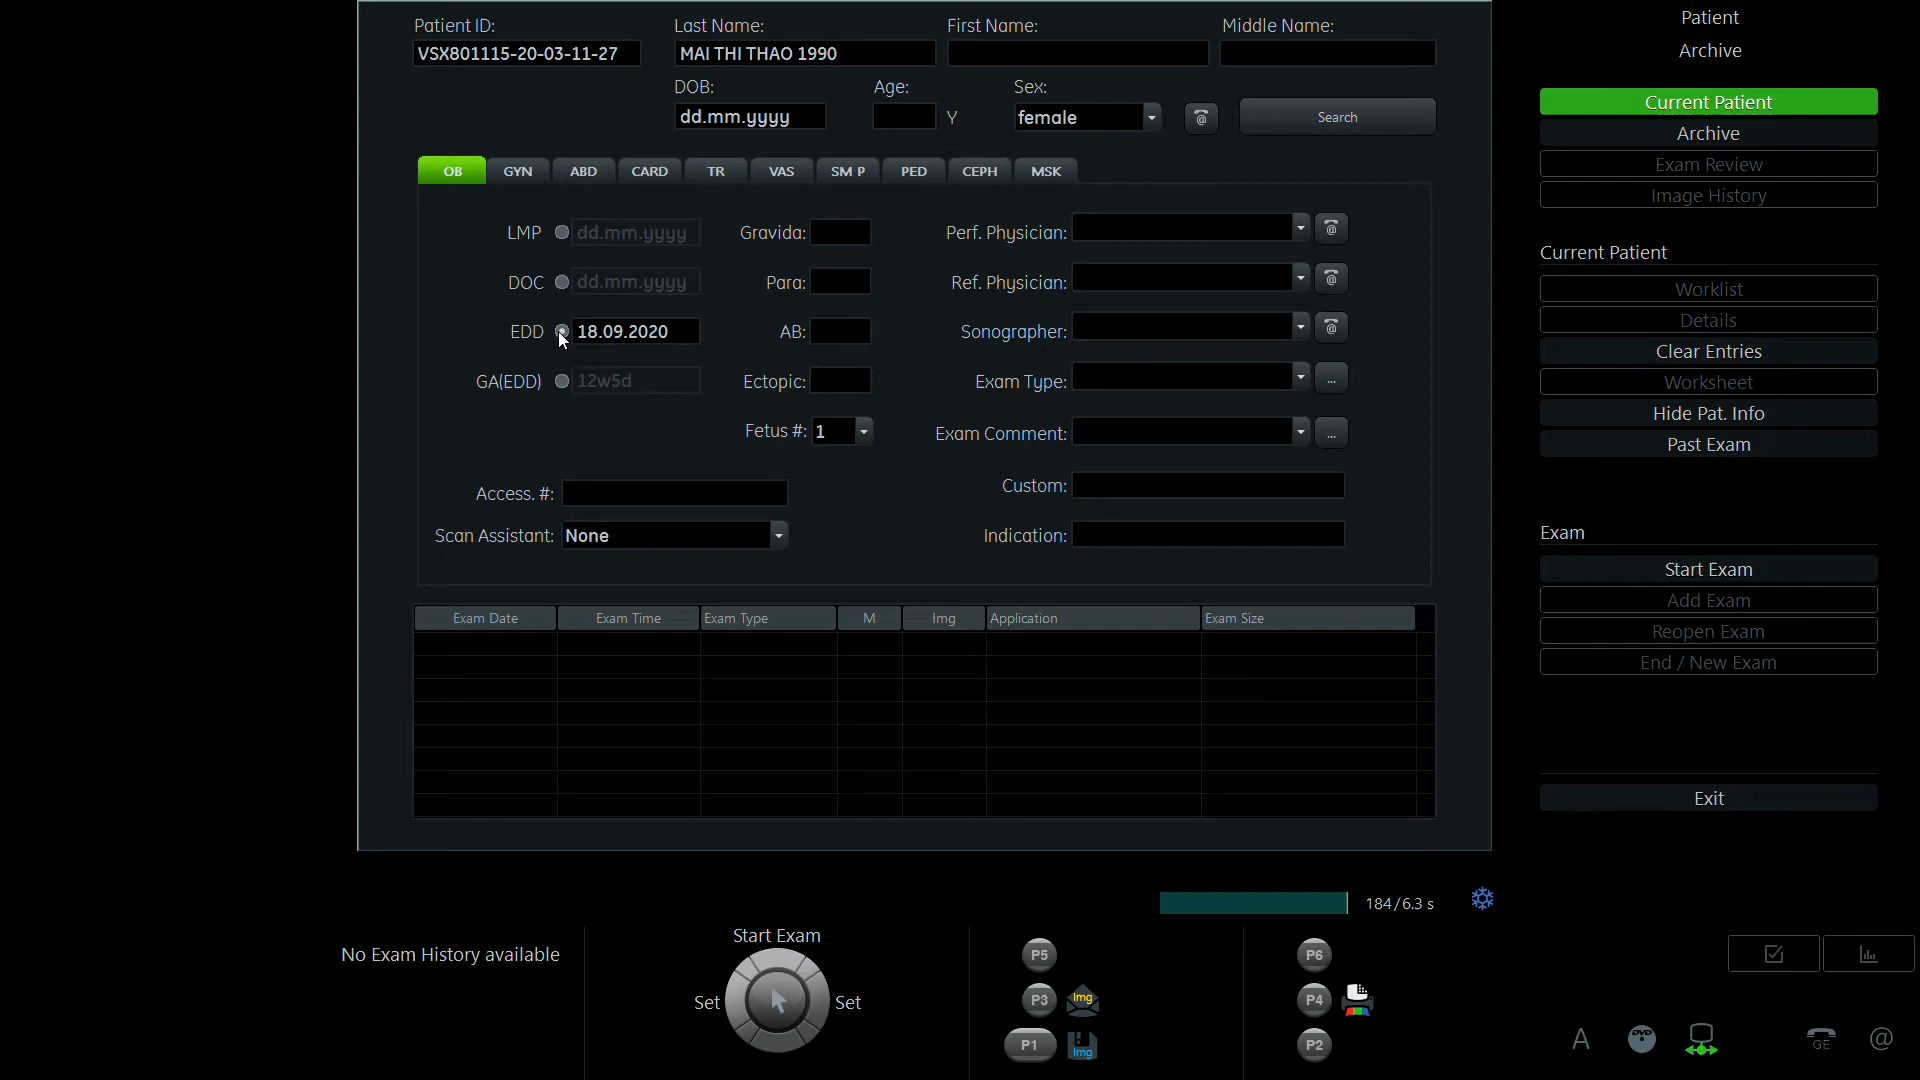 Patient ID: Last Name: First Name: Middle Name:
VSX801115-20-03-11-27 MAI THI THAO 1990
DOB: Age: Sex:
dd.mm.yyyy Y female @ Search
OB GYN ABD CARD TR VAS SM P PED CEPH MSK
LMP dd.mm.yyyy Gravida: Perf. Physician: @
DOC dd.mm.yyyy Para: Ref. Physician: @
EDD 18.09.2020 AB: Sonographer: @
GA(EDD) 12w5d Ectopic: Exam Type: ...
Fetus #: 1 Exam Comment: ...
Access. #: Custom:
Scan Assistant: None Indication:
Exam Date Exam Time Exam Type M Img Application Exam Size
Patient
Archive
Current Patient
Archive
Exam Review
Image History
Current Patient
Worklist
Details
Clear Entries
Worksheet
Hide Pat. Info
Past Exam
Exam
Start Exam
Add Exam
Reopen Exam
End / New Exam
Exit
184/6.3 s
No Exam History available
Start Exam
Set Set
P5
P3 Img
P1 Img
P6
P4
P2
A DVD GE @